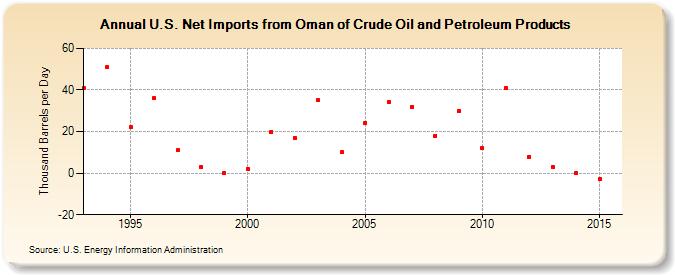 Annual U.S. Net Imports from Oman of Crude Oil and Petroleum Products
Thousand Barrels per Day
60
40
20
0
-20
1995 2000 2005 2010 2015
Source: U.S. Energy Information Administration